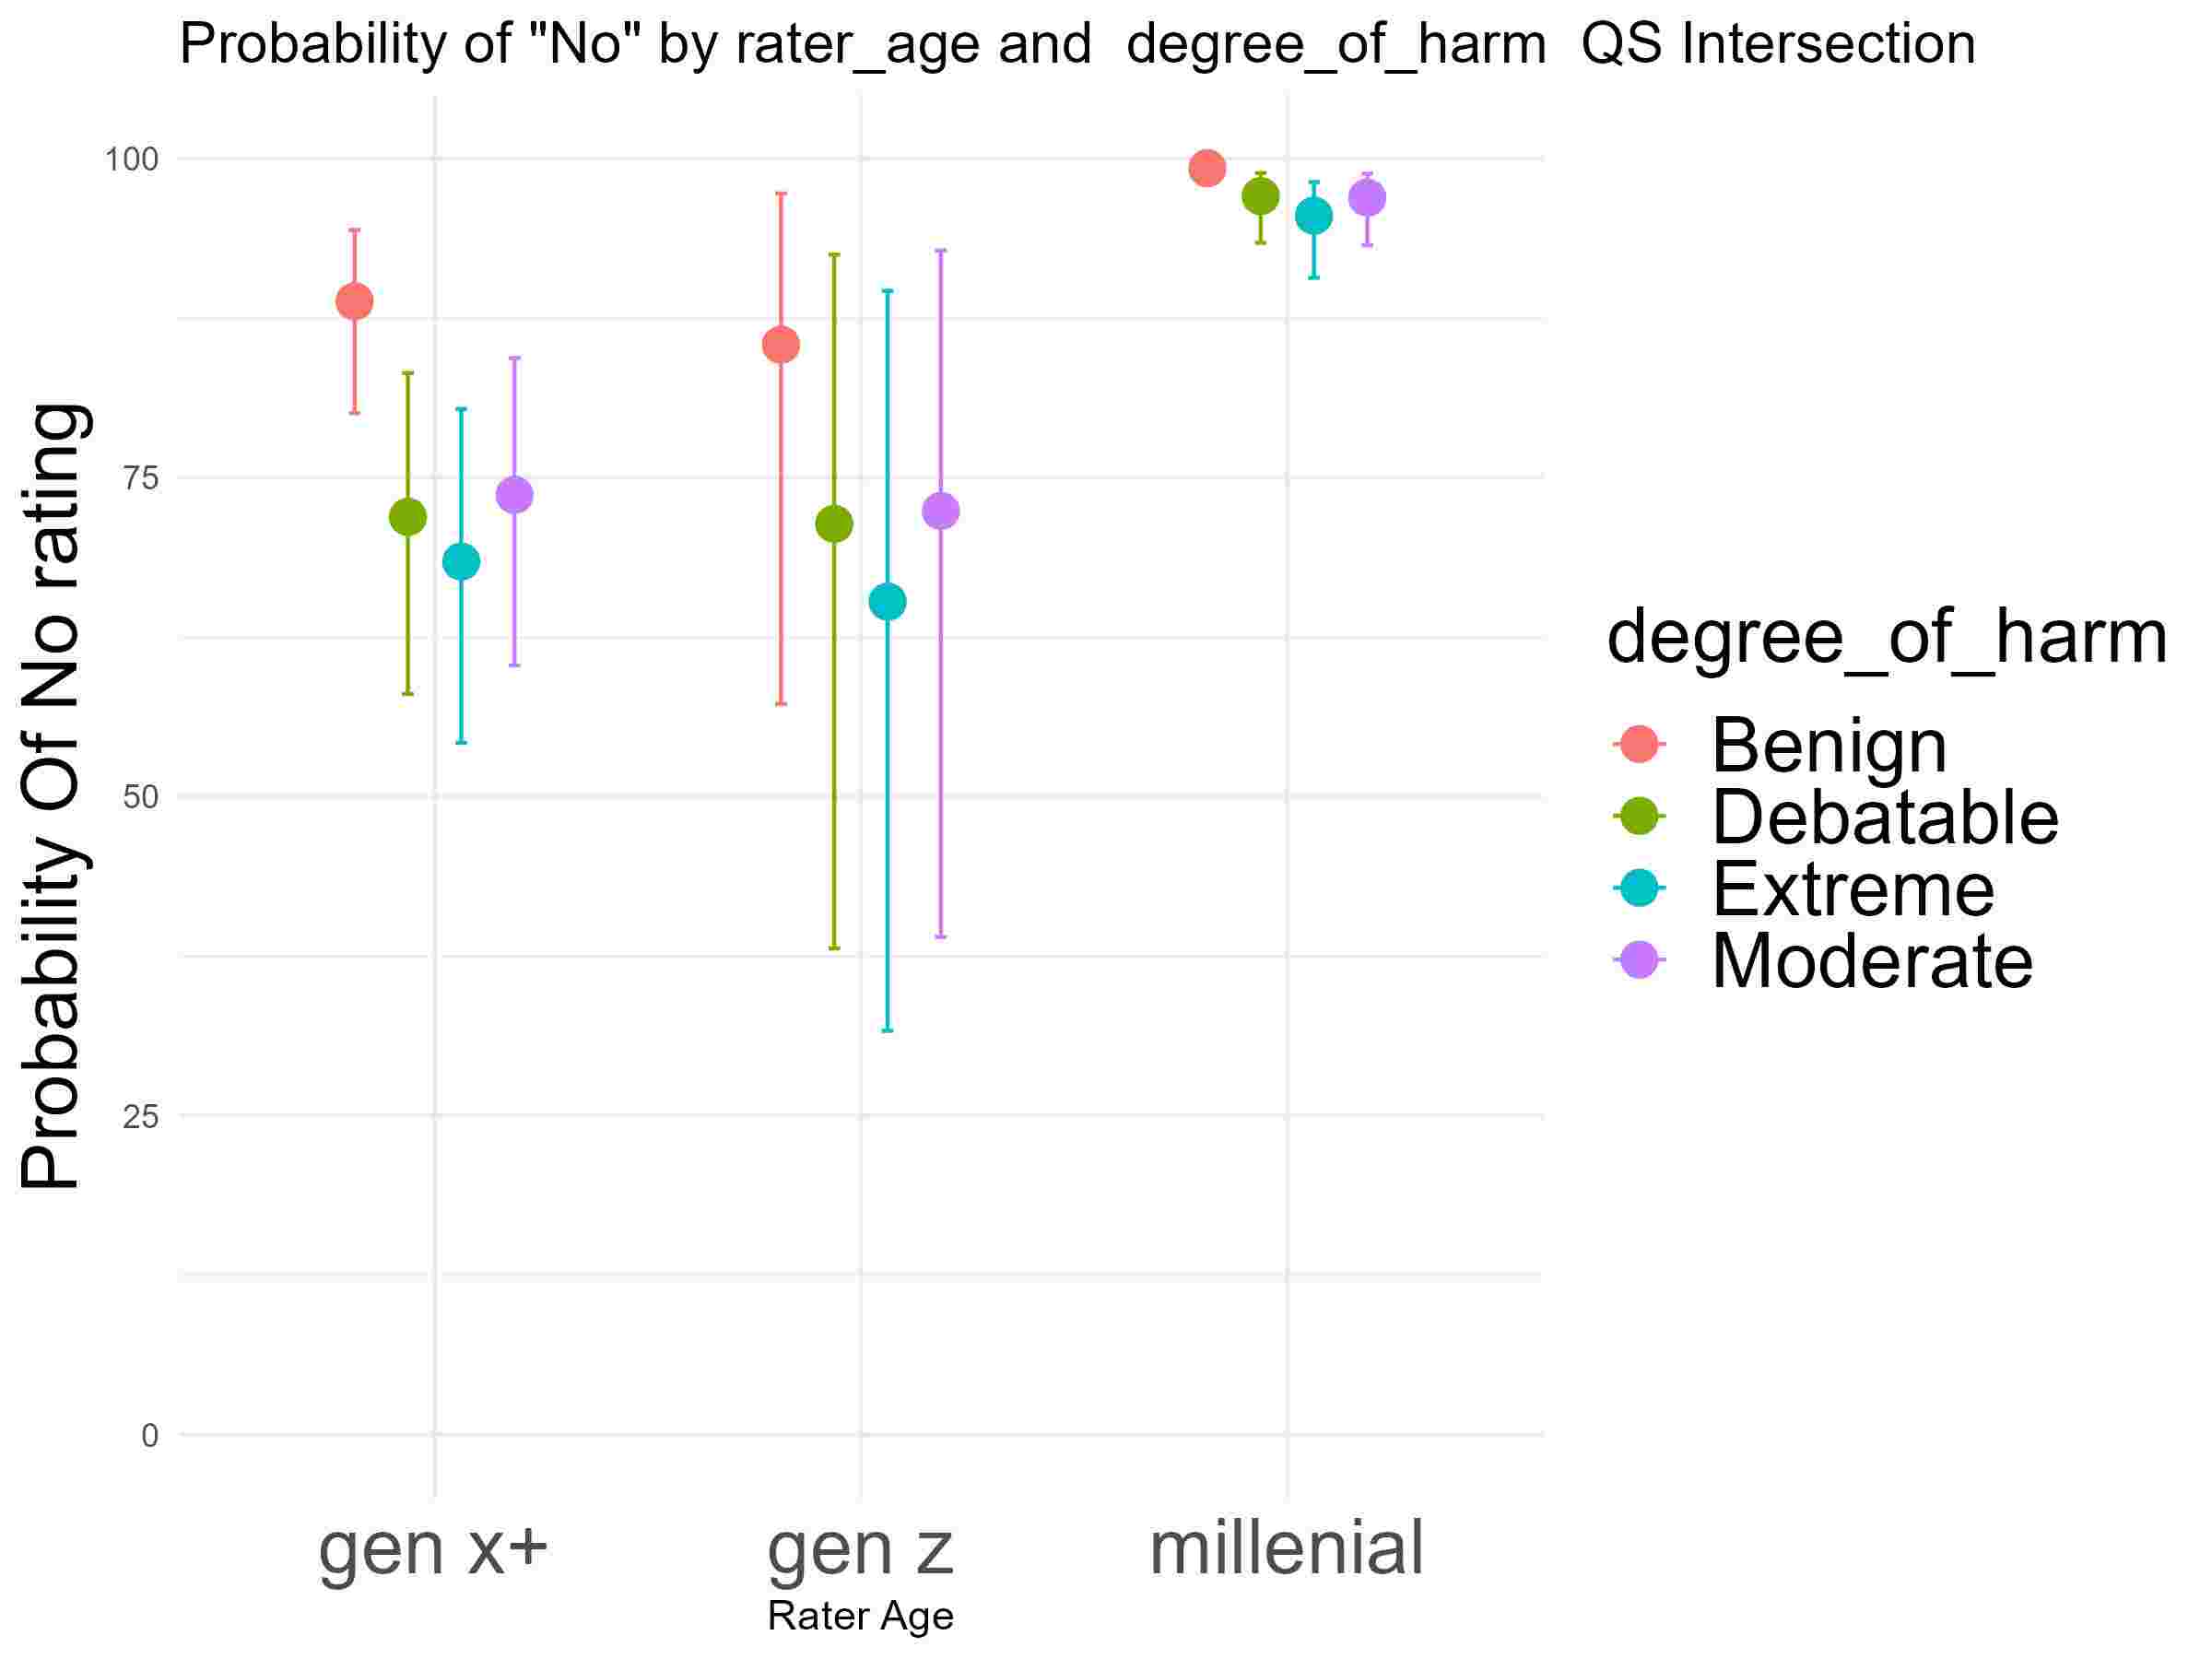 Probability of "No" by rater_age and  degree_of_harm  QS Intersection
Probability Of No rating
100
75
50
25
0
gen x+
gen z
millenial
Rater Age
degree_of_harm
Benign
Debatable
Extreme
Moderate